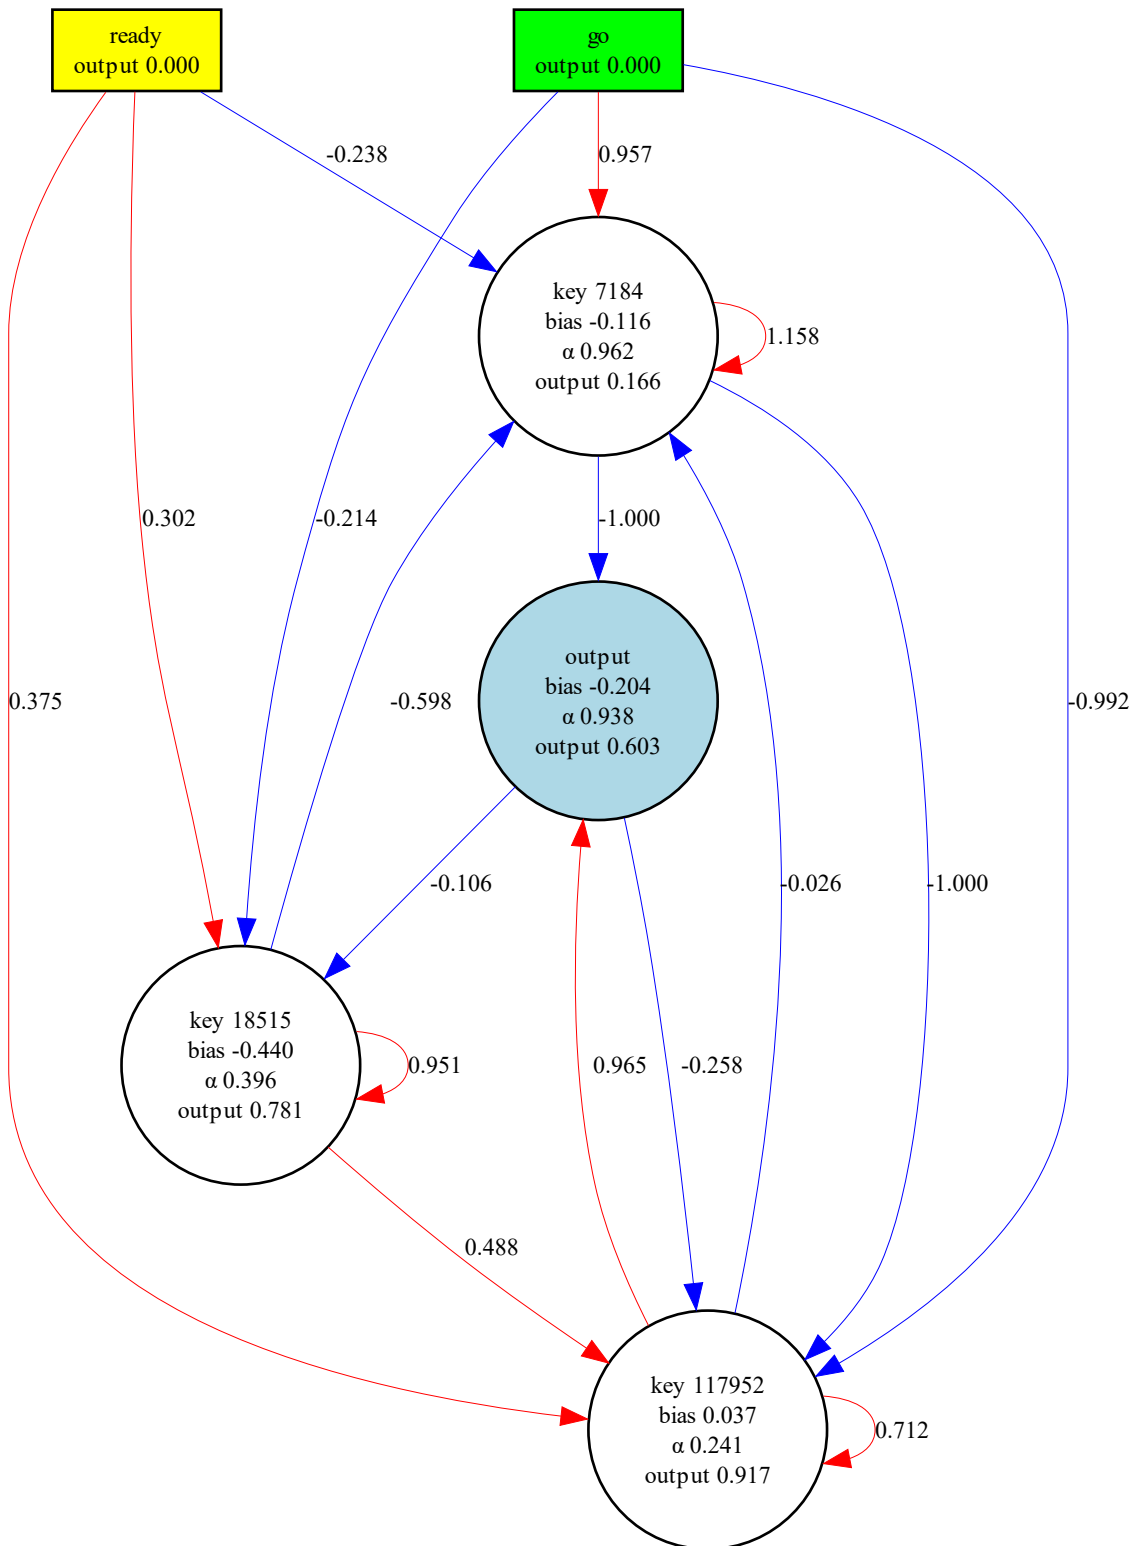 ready
output 0.000
go
output 0.000
-0.238
0.957
key 7184
bias -0.116
α 0.962
output 0.166
1.158
0.302
-0.214
-1.000
0.375
-0.598
output
bias -0.204
α 0.938
output 0.603
-0.992
-0.106
-0.026
-1.000
key 18515
bias -0.440
α 0.396
output 0.781
0.951
0.965
-0.258
0.488
key 117952
bias 0.037
α 0.241
output 0.917
0.712